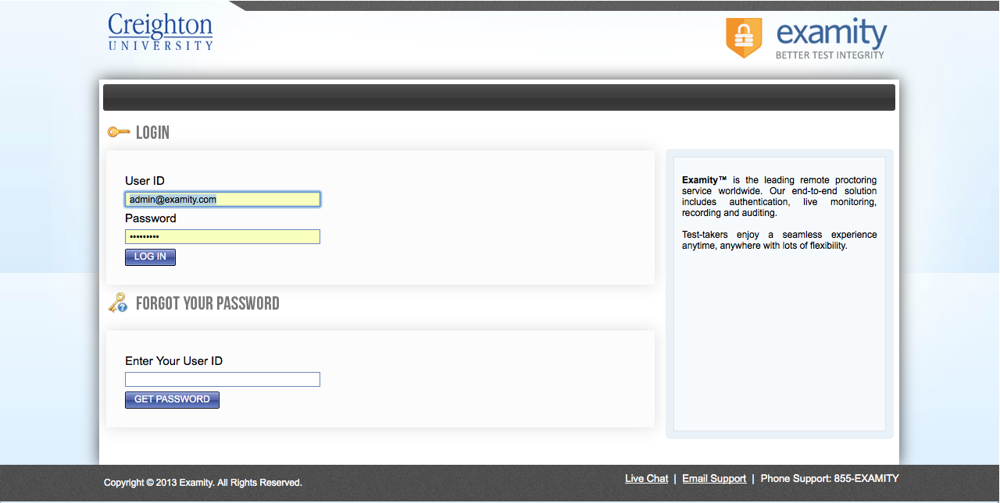 Creighton
UNIVERSITY
examity
BETTER TEST INTEGRITY
LOGIN
User ID
admin@examity.com
Password
•••••••••
LOG IN
Examity™ is the leading remote proctoring
service worldwide. Our end-to-end solution
includes authentication, live monitoring,
recording and auditing.
Test-takers enjoy a seamless experience
anytime, anywhere with lots of flexibility.
FORGOT YOUR PASSWORD
Enter Your User ID
GET PASSWORD
Copyright © 2013 Examity. All Rights Reserved.
Live Chat | Email Support | Phone Support: 855-EXAMITY